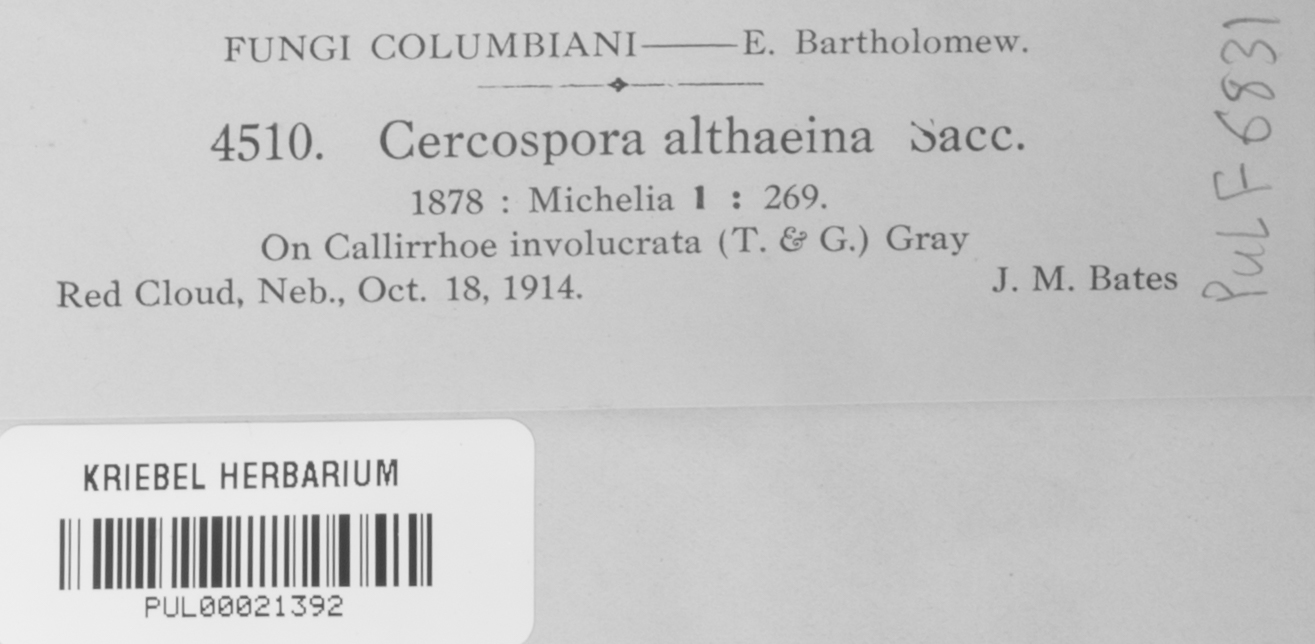 FUNGI COLUMBIANI——E. Bartholomew.
4510. Cercospora althaeina Sacc.
1878 : Michelia 1 : 269.
On Callirrhoe involucrata (T. & G.) Gray
Red Cloud, Neb., Oct. 18, 1914. J. M. Bates
PUL F 6831
KRIEBEL HERBARIUM
PUL00021392